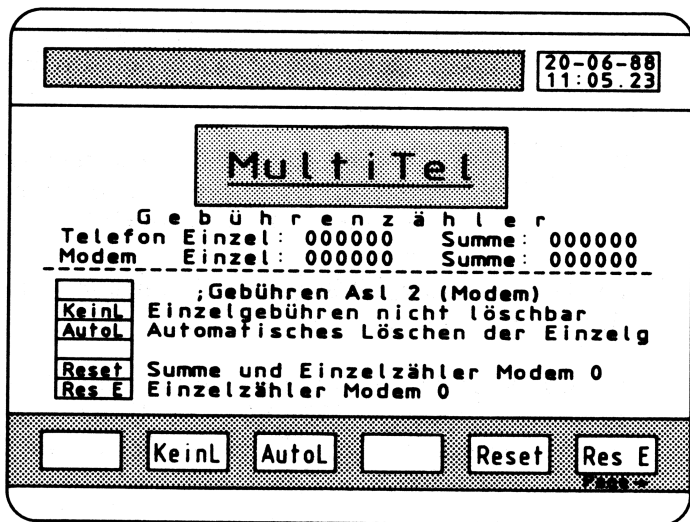 20-06-88
11:05.23
MultiTel
Gebührenzähler
Telefon Einzel: 000000 Summe: 000000
Modem Einzel: 000000 Summe: 000000
;Gebühren Asl 2 (Modem)
KeinL Einzelgebühren nicht löschbar
AutoL Automatisches Löschen der Einzelg
Reset Summe und Einzelzähler Modem 0
Res E Einzelzähler Modem 0
KeinL AutoL Reset Res E
Page →